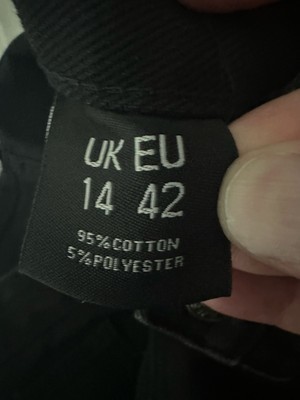 UK EU
14 42
95%COTTON
5%POLYESTER